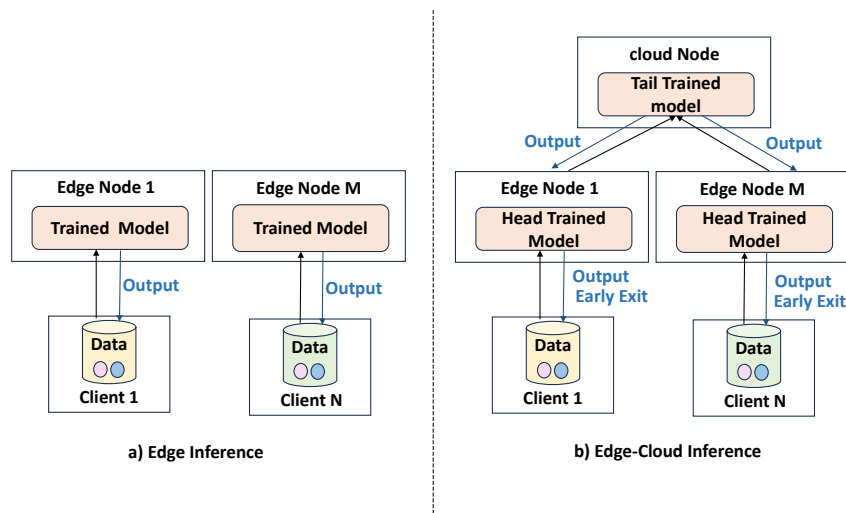 Edge Node 1
Trained Model
Output
Data
Client 1
Edge Node M
Trained Model
Output
Data
Client N
a) Edge Inference
cloud Node
Tail Trained
model
Output
Output
Edge Node 1
Head Trained
Model
Output
Early Exit
Data
Client 1
Edge Node M
Head Trained
Model
Output
Early Exit
Data
Client N
b) Edge-Cloud Inference